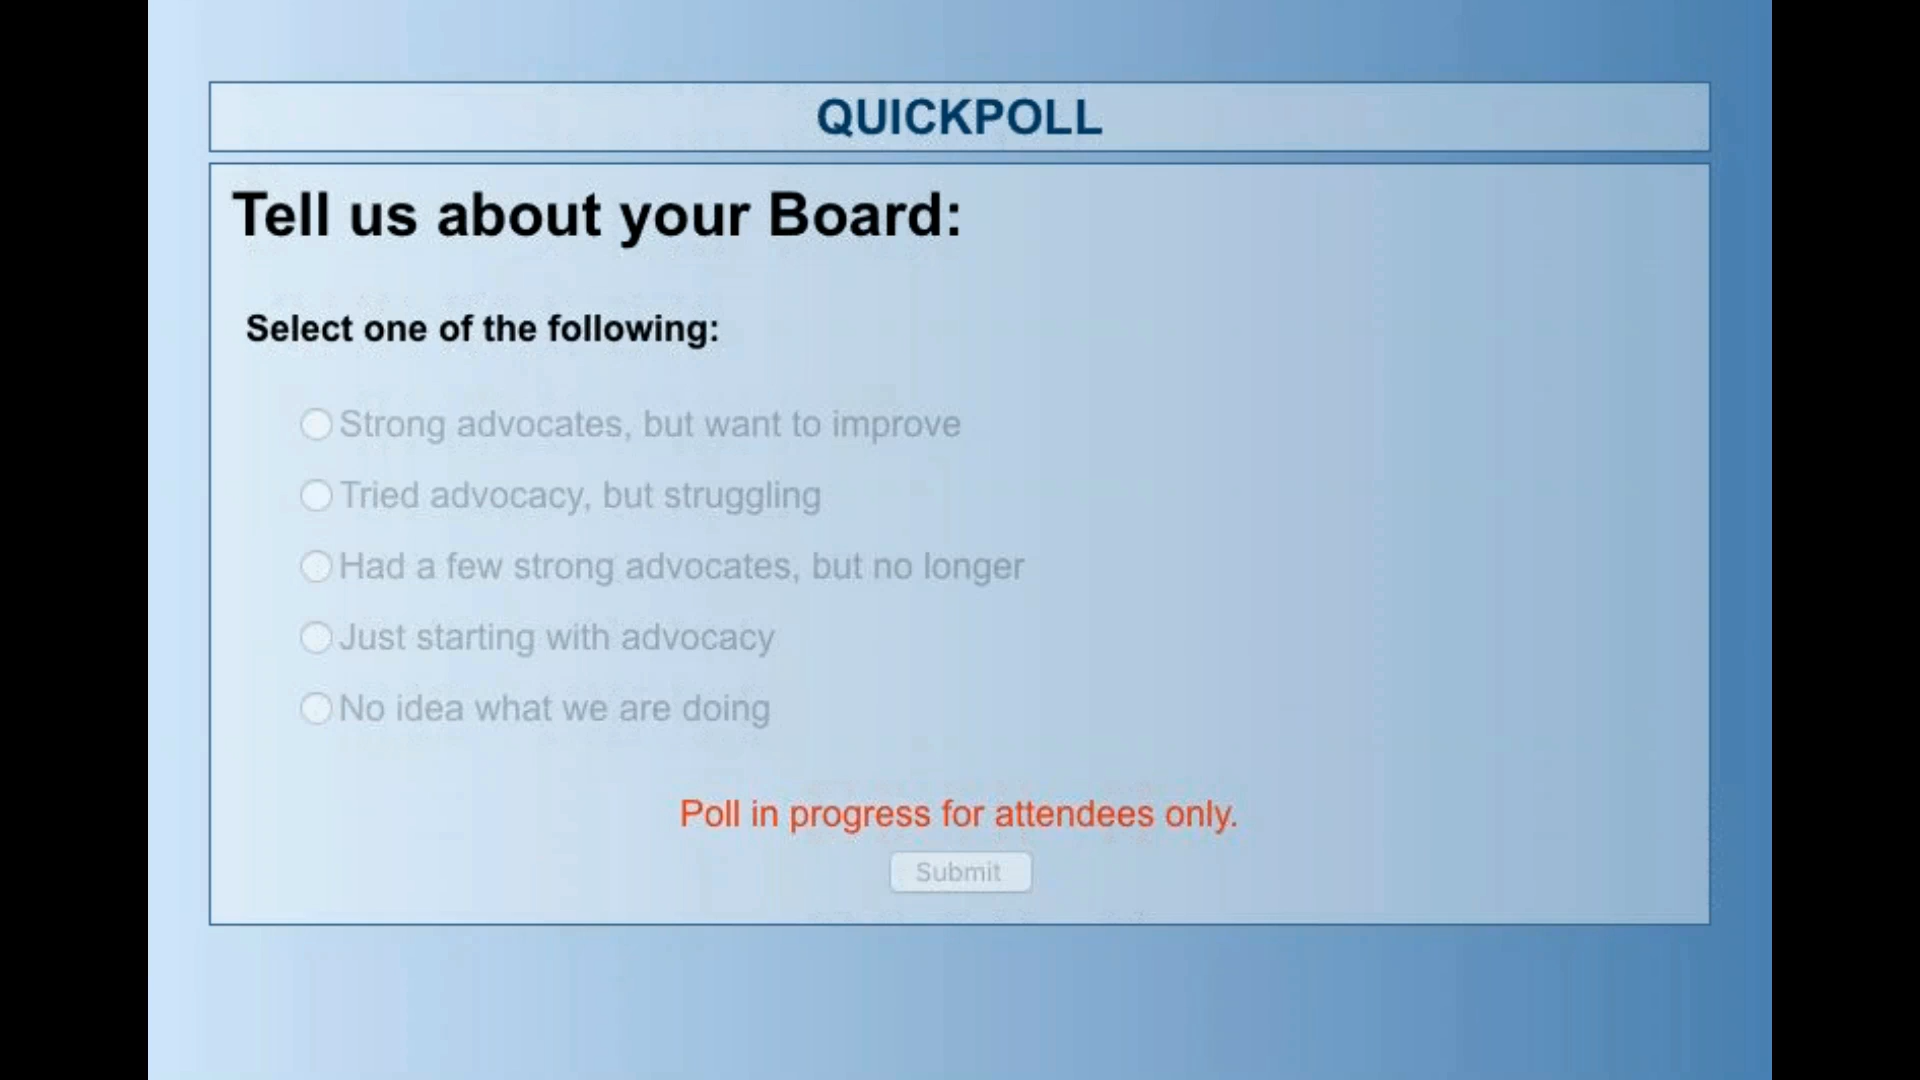 QUICKPOLL
Tell us about your Board:
Select one of the following:
Strong advocates, but want to improve
Tried advocacy, but struggling
Had a few strong advocates, but no longer
Just starting with advocacy
No idea what we are doing
Poll in progress for attendees only.
Submit